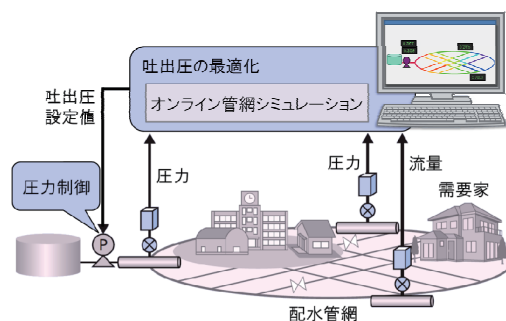 吐出圧の最適化
オンライン管網シミュレーション
吐出圧
設定値
圧力
圧力
流量
需要家
圧力制御
P
配水管網